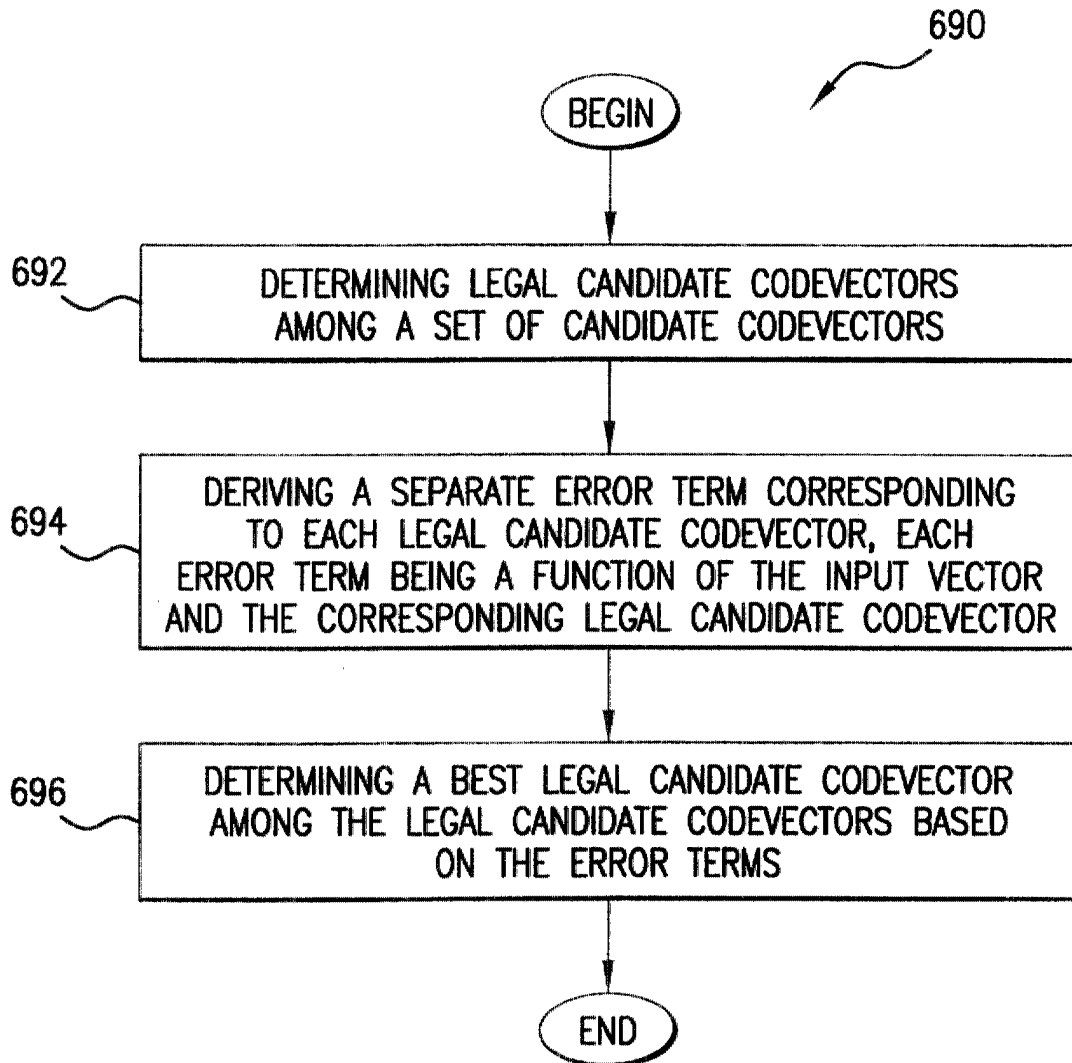 690
BEGIN
692
DETERMINING LEGAL CANDIDATE CODEVECTORS
AMONG A SET OF CANDIDATE CODEVECTORS
694
DERIVING A SEPARATE ERROR TERM CORRESPONDING
TO EACH LEGAL CANDIDATE CODEVECTOR, EACH
ERROR TERM BEING A FUNCTION OF THE INPUT VECTOR
AND THE CORRESPONDING LEGAL CANDIDATE CODEVECTOR
696
DETERMINING A BEST LEGAL CANDIDATE CODEVECTOR
AMONG THE LEGAL CANDIDATE CODEVECTORS BASED
ON THE ERROR TERMS
END